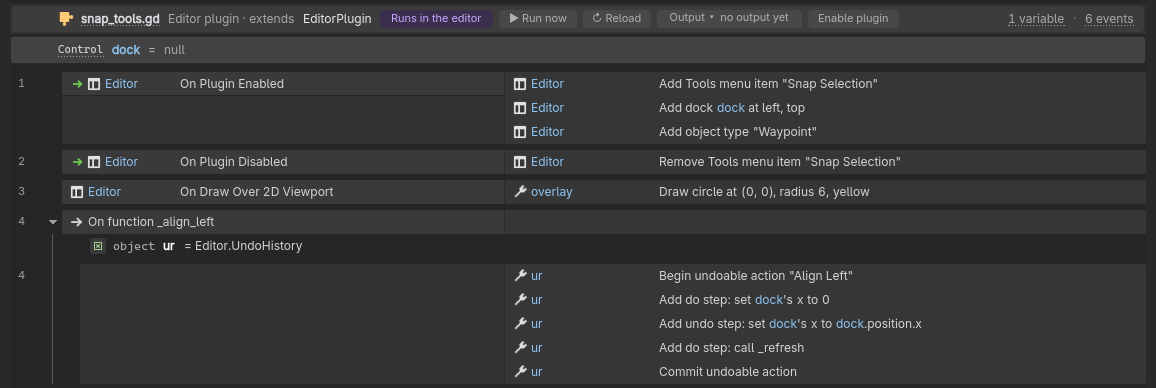 snap_tools.gd Editor plugin · extends EditorPlugin Runs in the editor Run now Reload Output no output yet Enable plugin 1 variable · 6 events
Control dock = null
1 Editor On Plugin Enabled Editor Add Tools menu item "Snap Selection"
Editor Add dock dock at left, top
Editor Add object type "Waypoint"
2 Editor On Plugin Disabled Editor Remove Tools menu item "Snap Selection"
3 Editor On Draw Over 2D Viewport overlay Draw circle at (0, 0), radius 6, yellow
4 On function _align_left
object ur = Editor.UndoHistory
4 ur Begin undoable action "Align Left"
ur Add do step: set dock's x to 0
ur Add undo step: set dock's x to dock.position.x
ur Add do step: call _refresh
ur Commit undoable action